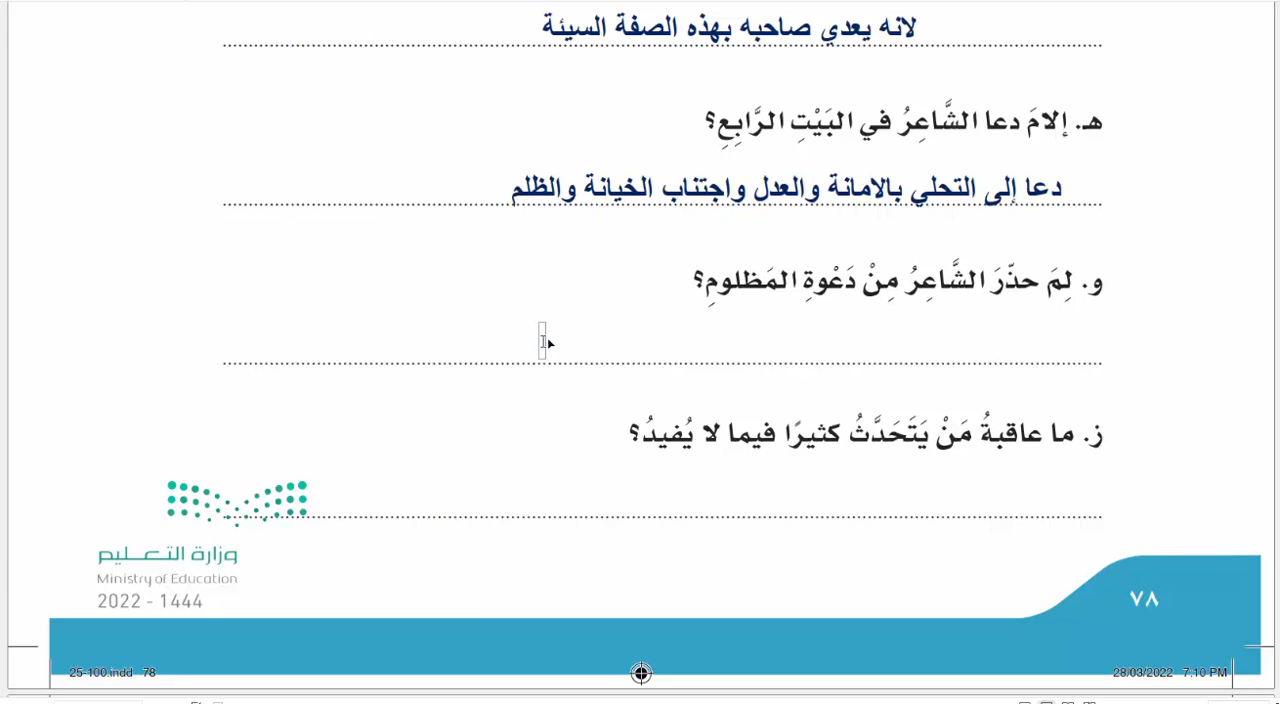 لانه يعدي صاحبه بهذه الصفة السيئة
هـ. إلامَ دعا الشَّاعِرُ في البَيْتِ الرَّابِعِ؟
دعا إلى التحلي بالامانة والعدل واجتناب الخيانة والظلم
و. لِمَ حذّرَ الشَّاعِرُ مِنْ دَعْوةِ المَظلومِ؟
ز. ما عاقبةُ مَنْ يَتَحَدَّثُ كثيرًا فيما لا يُفيدُ؟
وزارة التعليم
Ministry of Education
2022 - 1444
٧٨
25-100.indd 78
28/03/2022 7:10 PM